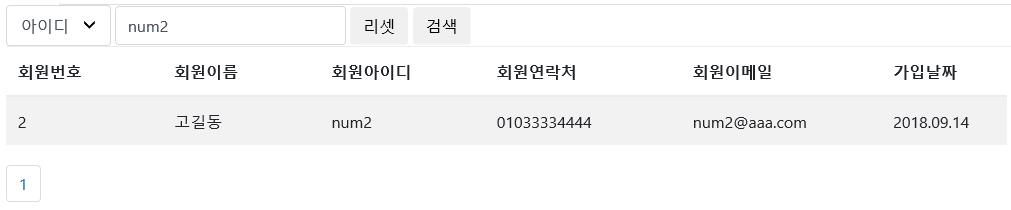 아이디 num2 리셋 검색
회원번호 회원이름 회원아이디 회원연락처 회원이메일 가입날짜
2 고길동 num2 01033334444 num2@aaa.com 2018.09.14
1